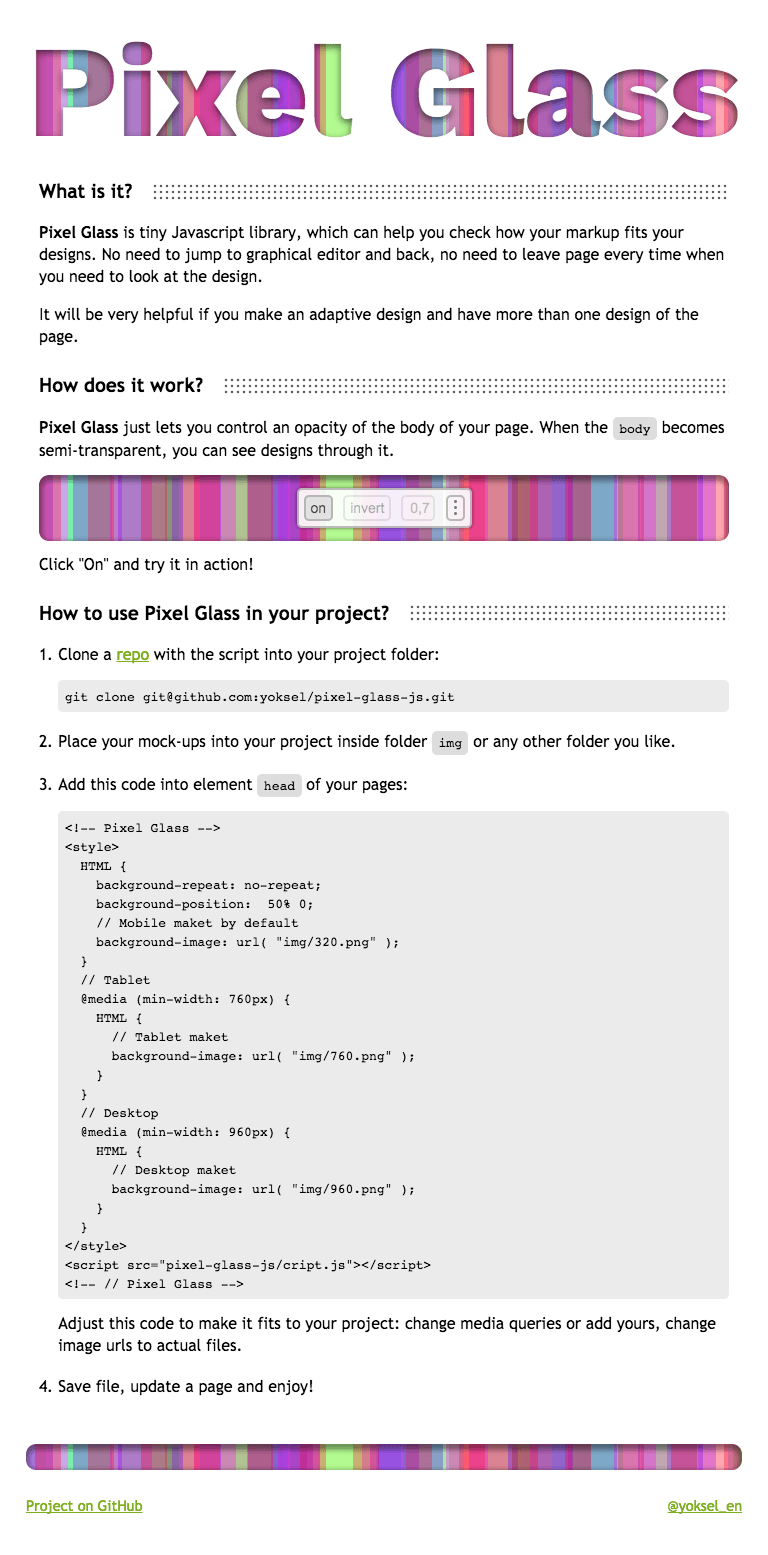 Pixel Glass
What is it?
Pixel Glass is tiny Javascript library, which can help you check how your markup fits your
designs. No need to jump to graphical editor and back, no need to leave page every time when
you need to look at the design.
It will be very helpful if you make an adaptive design and have more than one design of the
page.
How does it work?
Pixel Glass just lets you control an opacity of the body of your page. When the body becomes
semi-transparent, you can see designs through it.
on invert 0,7
Click "On" and try it in action!
How to use Pixel Glass in your project?
1. Clone a repo with the script into your project folder:
git clone git@github.com:yoksel/pixel-glass-js.git
2. Place your mock-ups into your project inside folder img or any other folder you like.
3. Add this code into element head of your pages:
<!-- Pixel Glass -->
<style>
  HTML {
    background-repeat: no-repeat;
    background-position:  50% 0;
    // Mobile maket by default
    background-image: url( "img/320.png" );
  }
  // Tablet
  @media (min-width: 760px) {
    HTML {
      // Tablet maket
      background-image: url( "img/760.png" );
    }
  }
  // Desktop
  @media (min-width: 960px) {
    HTML {
      // Desktop maket
      background-image: url( "img/960.png" );
    }
  }
</style>
<script src="pixel-glass-js/cript.js"></script>
<!-- // Pixel Glass -->
Adjust this code to make it fits to your project: change media queries or add yours, change
image urls to actual files.
4. Save file, update a page and enjoy!
Project on GitHub
@yoksel_en